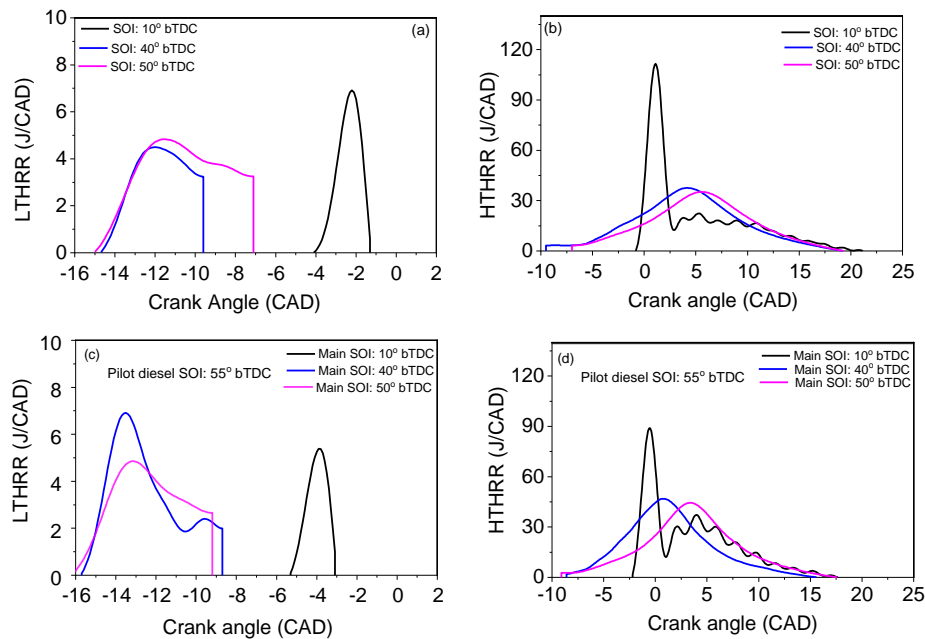 (a)
SOI: 10° bTDC
SOI: 40° bTDC
SOI: 50° bTDC
LTHRR (J/CAD)
10
8
6
4
2
0
-16 -14 -12 -10 -8 -6 -4 -2 0 2
Crank Angle (CAD)
(b)
SOI: 10° bTDC
SOI: 40° bTDC
SOI: 50° bTDC
HTHRR (J/CAD)
120
90
60
30
0
-10 -5 0 5 10 15 20 25
Crank angle (CAD)
(c)
Main SOI: 10° bTDC
Pilot diesel SOI: 55° bTDC
Main SOI: 40° bTDC
Main SOI: 50° bTDC
LTHRR (J/CAD)
10
8
6
4
2
0
-16 -14 -12 -10 -8 -6 -4 -2 0 2
Crank angle (CAD)
(d)
Main SOI: 10° bTDC
Pilot diesel SOI: 55° bTDC
Main SOI: 40° bTDC
Main SOI: 50° bTDC
HTHRR (J/CAD)
120
90
60
30
0
-10 -5 0 5 10 15 20 25
Crank angle (CAD)